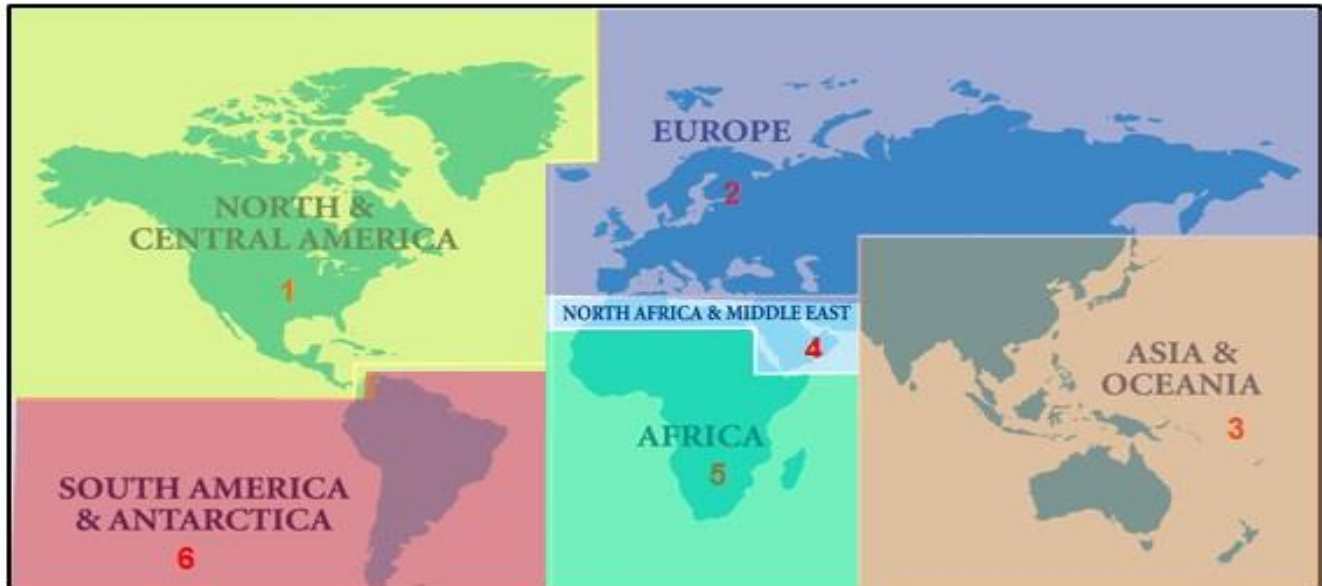 NORTH &
CENTRAL AMERICA
1
EUROPE
2
NORTH AFRICA & MIDDLE EAST
4
ASIA &
OCEANIA
3
AFRICA
5
SOUTH AMERICA
& ANTARCTICA
6